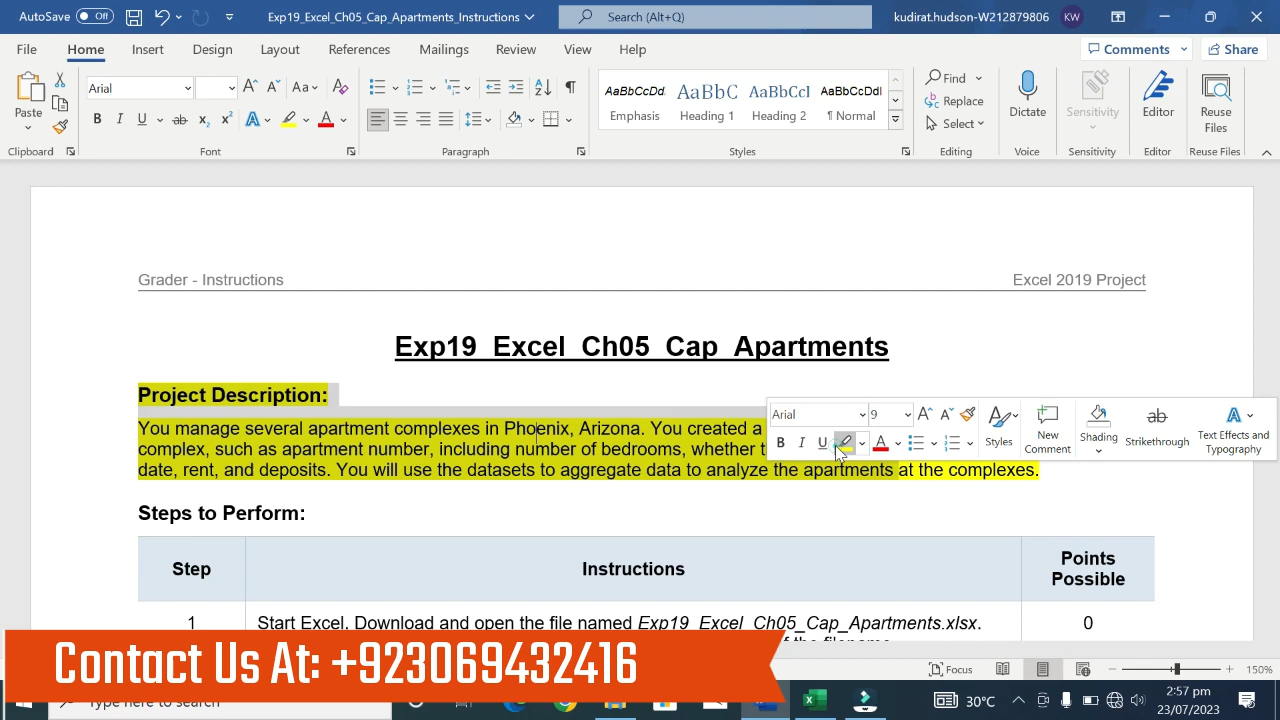 AutoSave Off Exp19_Excel_Ch05_Cap_Apartments_Instructions Search (Alt+Q) kudirat.hudson-W212879806 KW
File Home Insert Draw Design Layout References Mailings Review View Help Comments Share
Paste Arial Aa AaBbCcDd Emphasis AaBbC Heading 1 AaBbCcI Heading 2 AaBbCcDdI ¶ Normal Find Replace Select Dictate Sensitivity Editor Reuse Files
Clipboard Font Paragraph Styles Editing Voice Sensitivity Editor Reuse Files
Grader - Instructions Excel 2019 Project
Exp19_Excel_Ch05_Cap_Apartments
Project Description:
You manage several apartment complexes in Phoenix, Arizona. You created a
complex, such as apartment number, including number of bedrooms, whether t
date, rent, and deposits. You will use the datasets to aggregate data to analyze the apartments at the complexes.
Arial 9
B I U A Styles New Comment Shading Strikethrough Text Effects and Typography
Steps to Perform:
Step Instructions Points Possible
1 Start Excel. Download and open the file named Exp19_Excel_Ch05_Cap_Apartments.xlsx. 0
of the filename
Contact Us At: +923069432416
Focus 150%
Type here to search 30°C 2:57 pm
23/07/2023